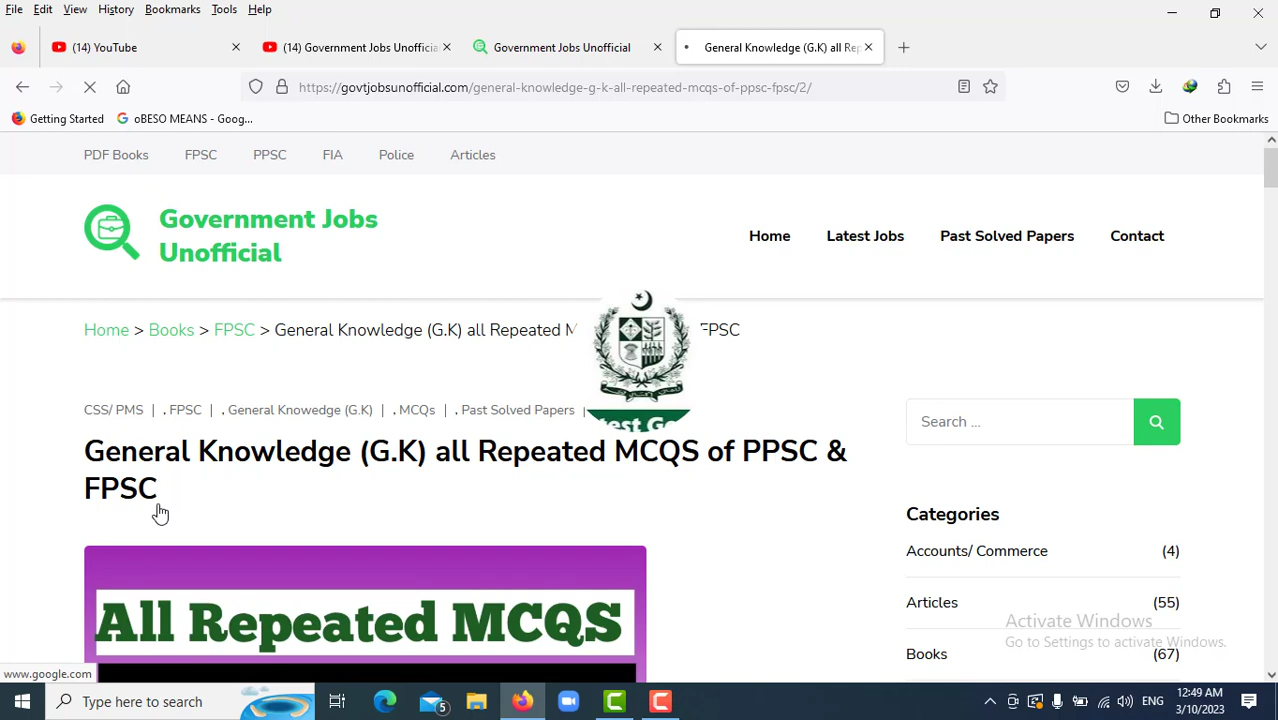 File Edit View History Bookmarks Tools Help
(14) YouTube
(14) Government Jobs Unofficia
Government Jobs Unofficial
General Knowledge (G.K) all Rep
https://govtjobsunofficial.com/general-knowledge-g-k-all-repeated-mcqs-of-ppsc-fpsc/2/
Getting Started
oBESO MEANS - Goog...
Other Bookmarks
PDF Books FPSC PPSC FIA Police Articles
Government Jobs
Unofficial
Home Latest Jobs Past Solved Papers Contact
Home > Books > FPSC > General Knowledge (G.K) all Repeated FPSC
CSS/ PMS | , FPSC | , General Knowedge (G.K) | , MCQs | , Past Solved Papers |
Search ...
General Knowledge (G.K) all Repeated MCQS of PPSC &
FPSC
Categories
Accounts/ Commerce (4)
Articles (55)
Books (67)
All Repeated MCQS
Activate Windows
Go to Settings to activate Windows.
www.google.com
Type here to search
5
ENG
12:49 AM
3/10/2023